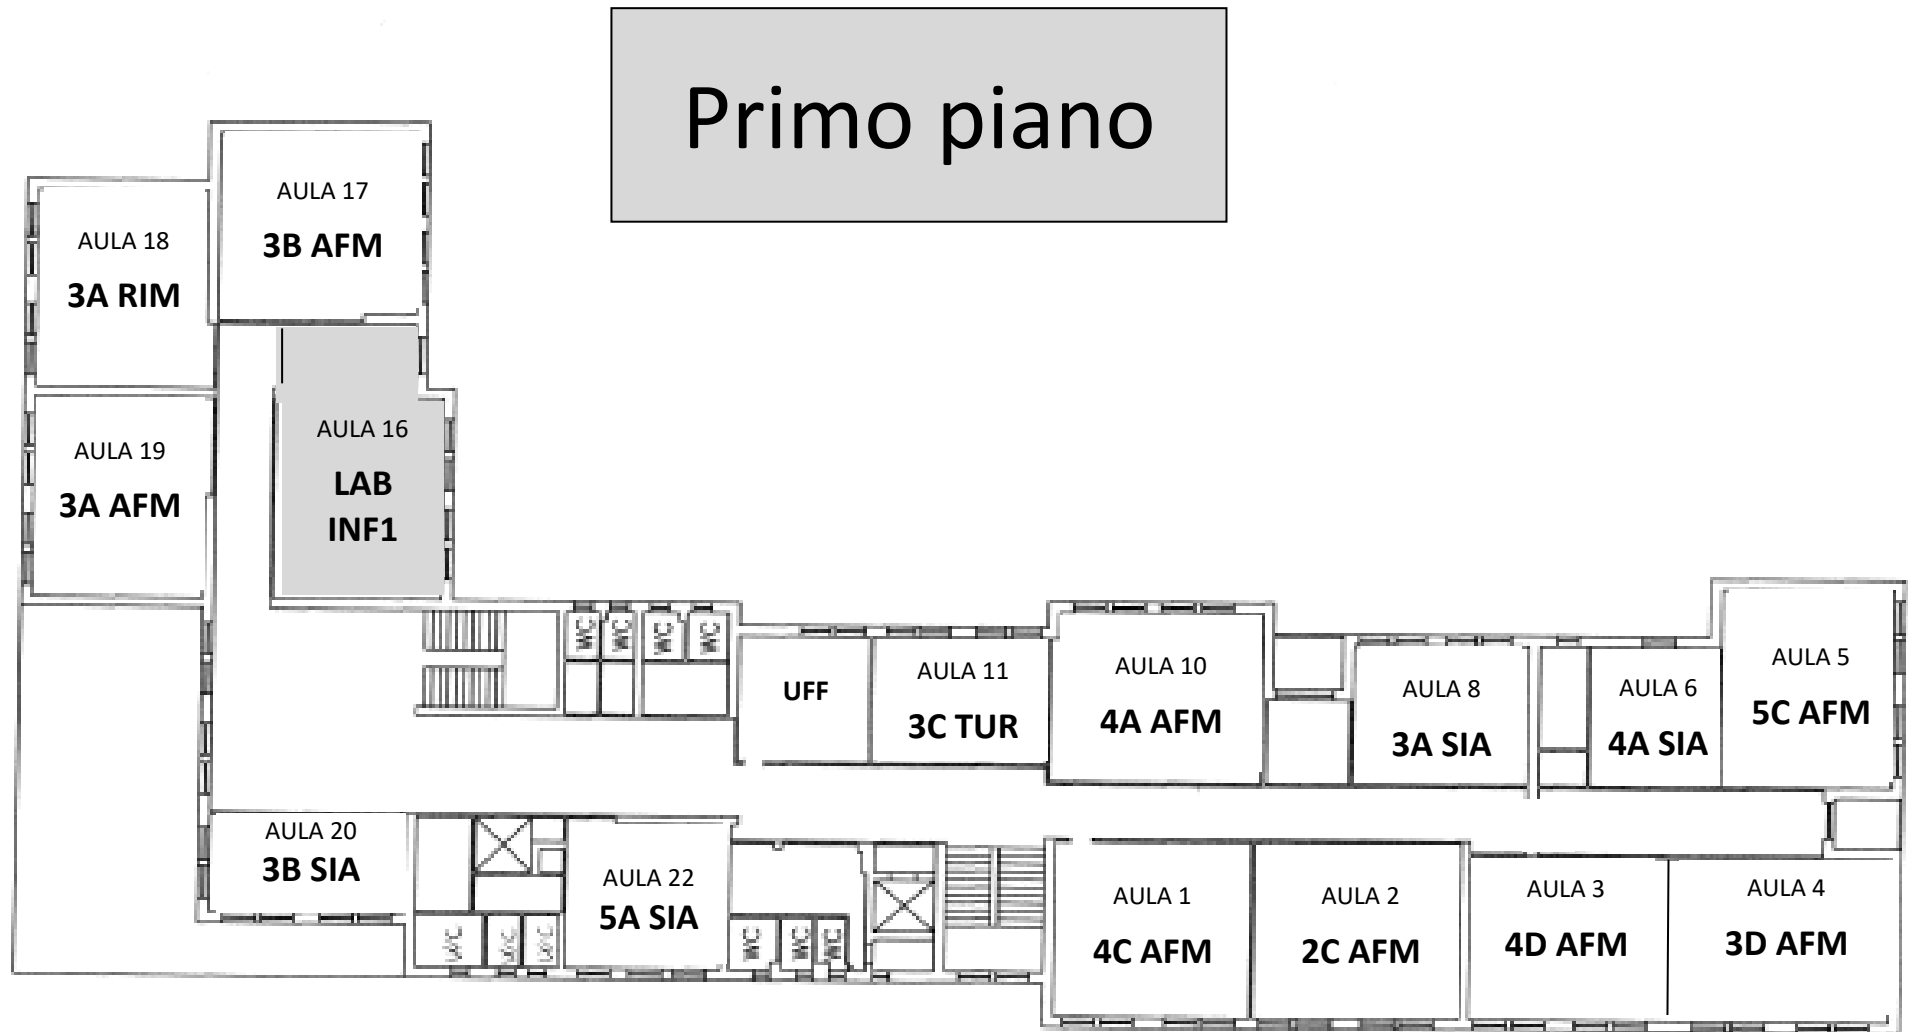 Primo piano
AULA 17
3B AFM
AULA 18
3A RIM
AULA 16
LAB
INF1
AULA 19
3A AFM
WC
WC
WC
WC
UFF
AULA 11
3C TUR
AULA 10
4A AFM
AULA 8
3A SIA
AULA 6
4A SIA
AULA 5
5C AFM
AULA 20
3B SIA
AULA 22
5A SIA
WC
WC
WC
WC
WC
WC
AULA 1
4C AFM
AULA 2
2C AFM
AULA 3
4D AFM
AULA 4
3D AFM